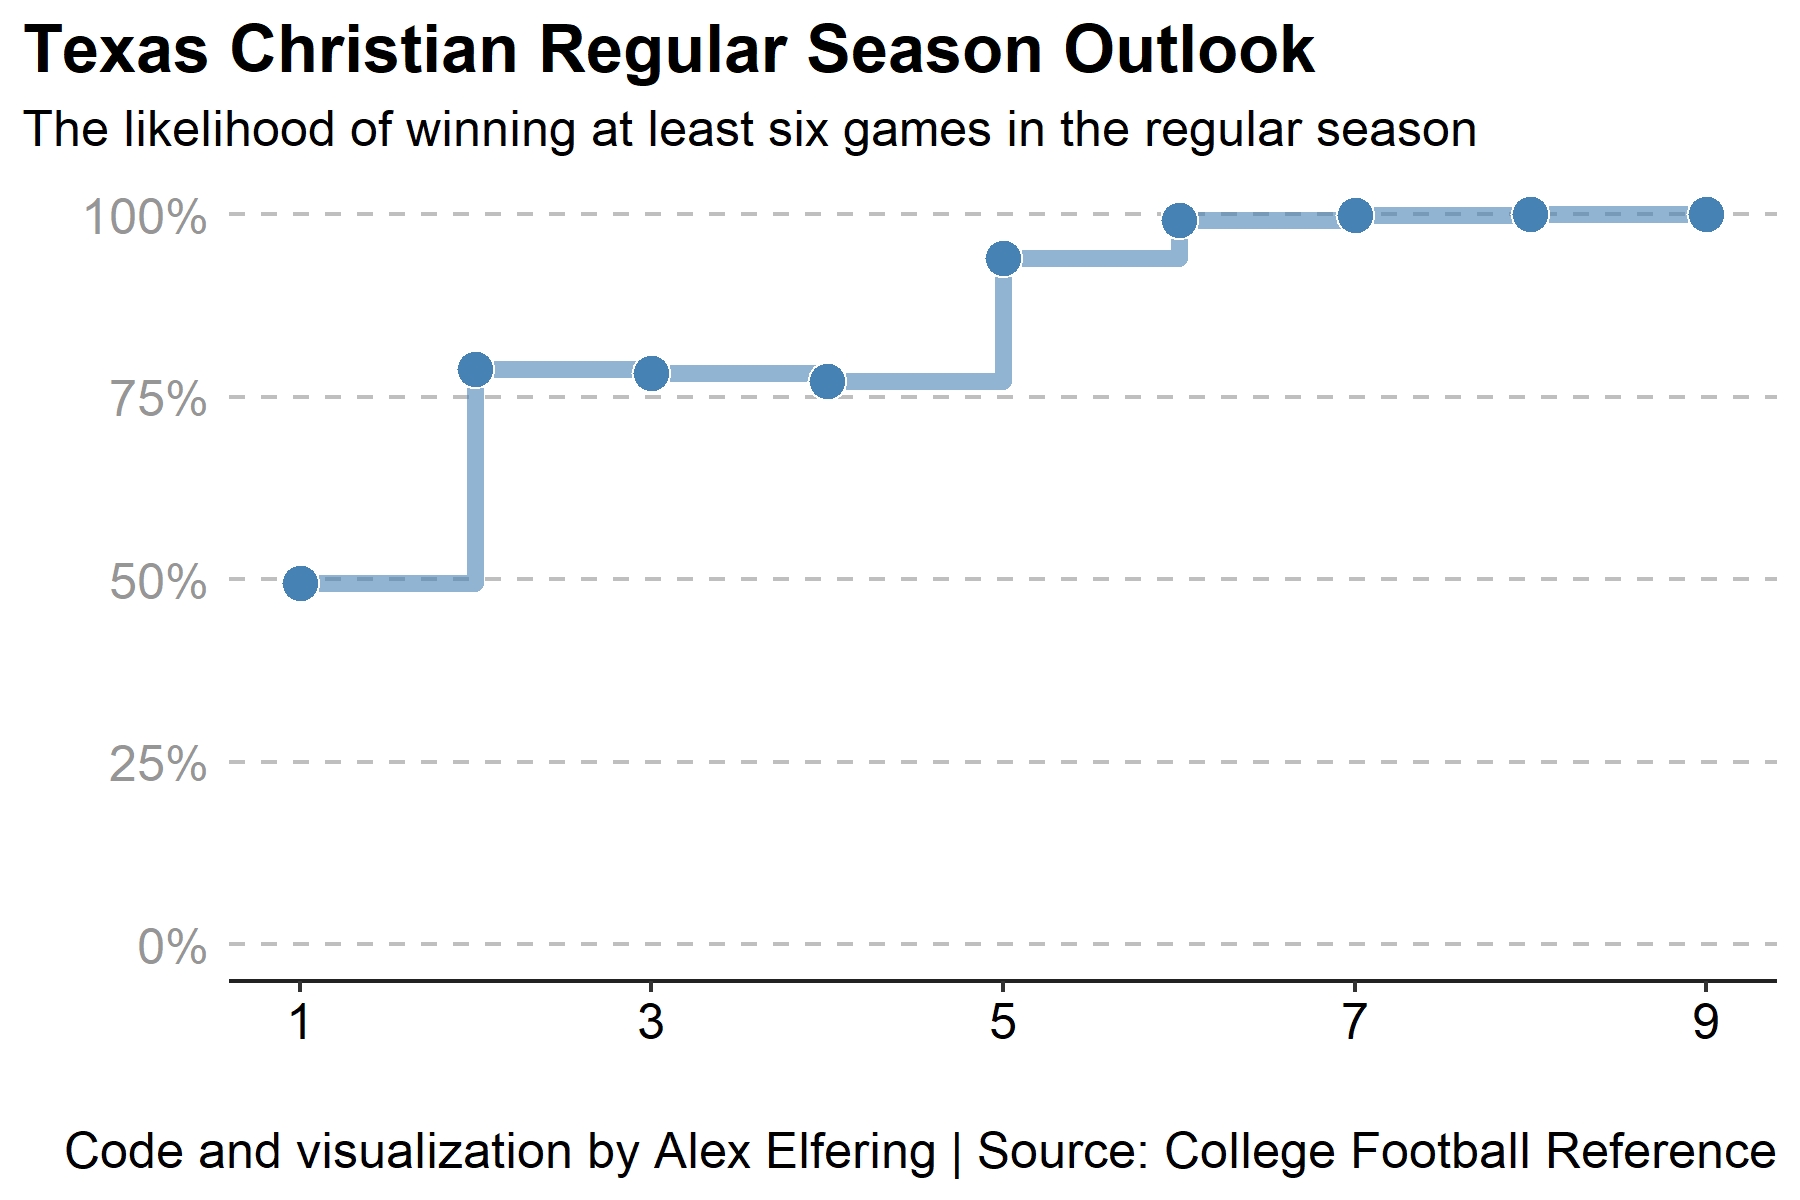 Texas Christian Regular Season Outlook
The likelihood of winning at least six games in the regular season
100%
75%
50%
25%
0%
1 3 5 7 9
Code and visualization by Alex Elfering | Source: College Football Reference